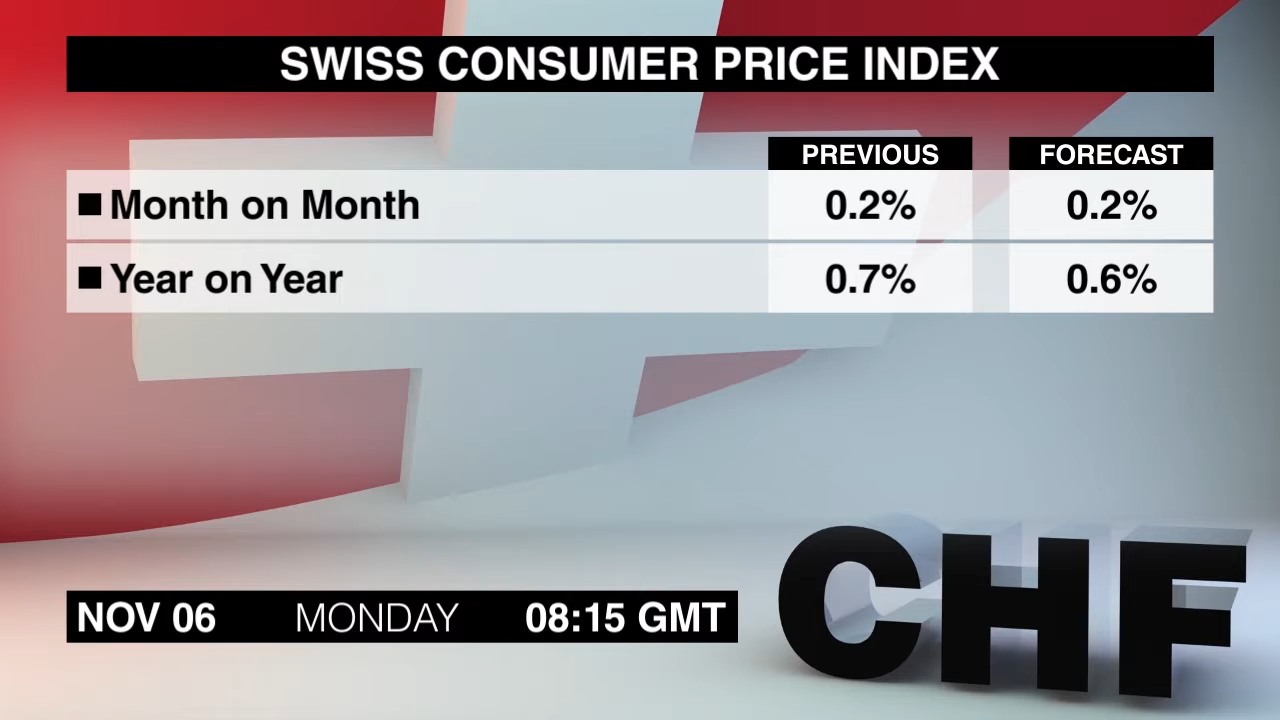 SWISS CONSUMER PRICE INDEX
PREVIOUS FORECAST
Month on Month 0.2% 0.2%
Year on Year 0.7% 0.6%
NOV 06 MONDAY 08:15 GMT
CHF